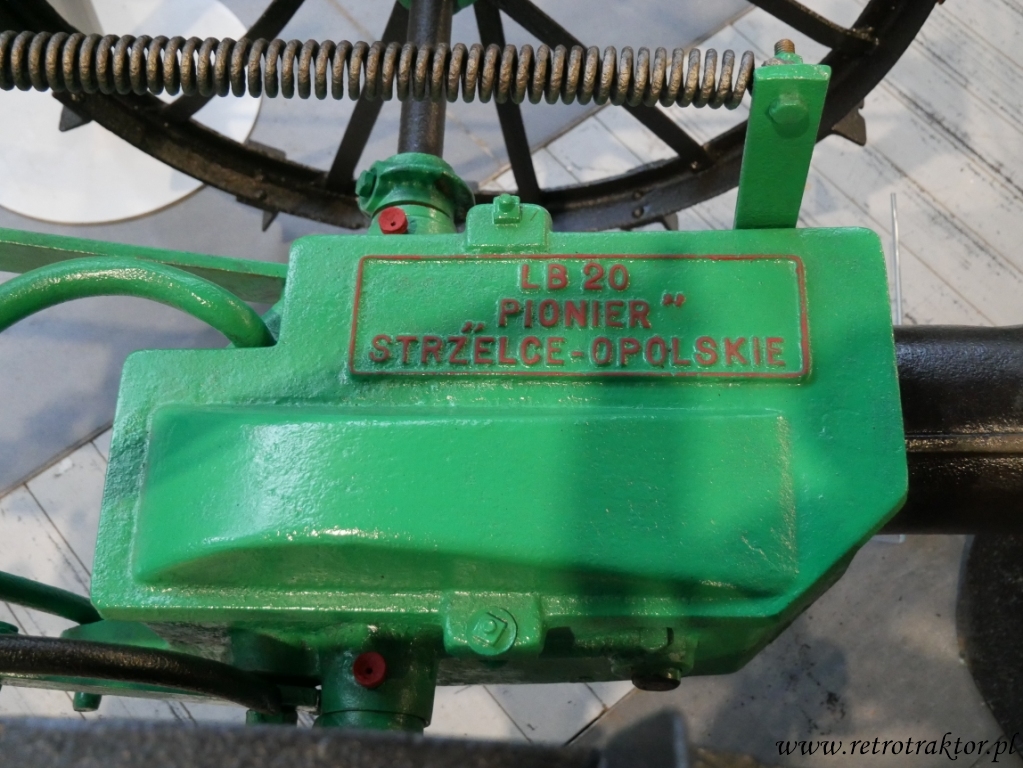 LB 20
„PIONIER"
STRZELCE-OPOLSKIE
www.retrotraktor.pl